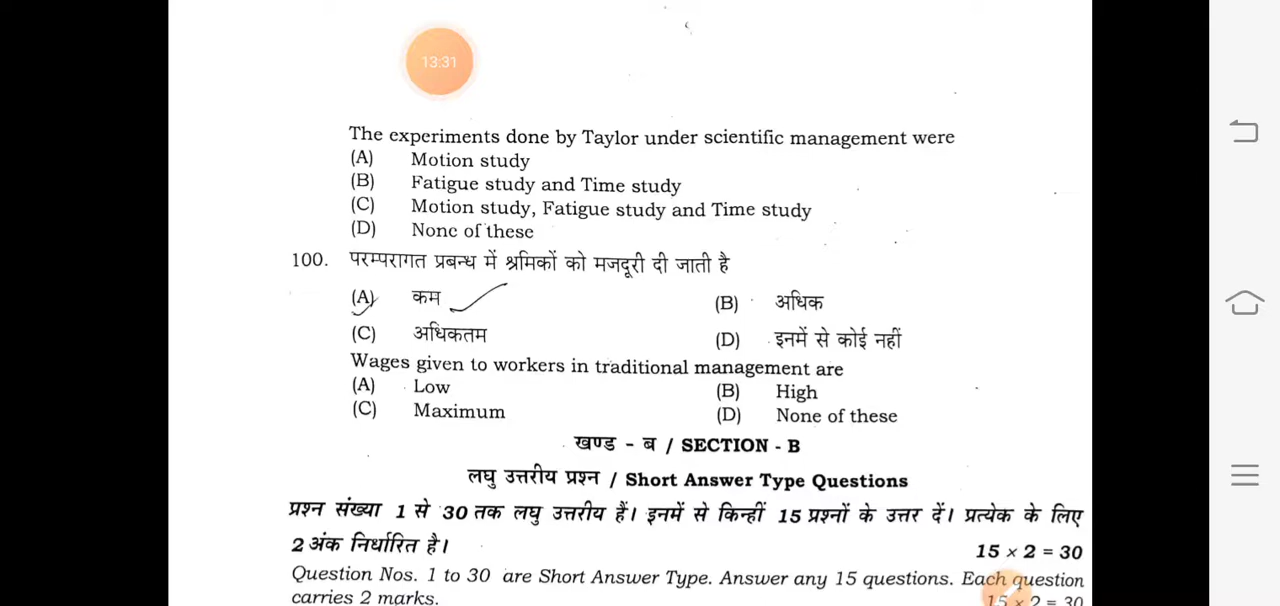 13:31
The experiments done by Taylor under scientific management were
(A) Motion study
(B) Fatigue study and Time study
(C) Motion study, Fatigue study and Time study
(D) None of these
100. परम्परागत प्रबन्ध में श्रमिकों को मजदूरी दी जाती है
(A) कम (B) अधिक
(C) अधिकतम (D) इनमें से कोई नहीं
Wages given to workers in traditional management are
(A) Low (B) High
(C) Maximum (D) None of these
खण्ड - ब / SECTION - B
लघु उत्तरीय प्रश्न / Short Answer Type Questions
प्रश्न संख्या 1 से 30 तक लघु उत्तरीय हैं। इनमें से किन्हीं 15 प्रश्नों के उत्तर दें। प्रत्येक के लिए
2 अंक निर्धारित है। 15 × 2 = 30
Question Nos. 1 to 30 are Short Answer Type. Answer any 15 questions. Each question
carries 2 marks. 15 × 2 = 30